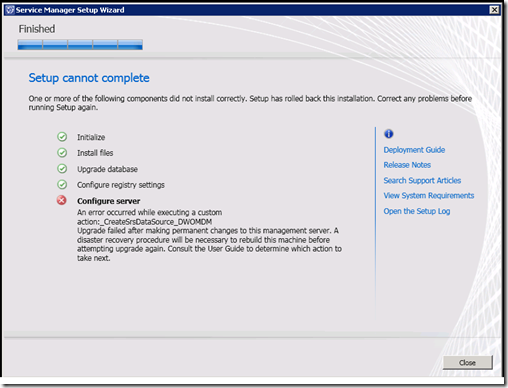 Service Manager Setup Wizard
Finished
Setup cannot complete
One or more of the following components did not install correctly. Setup has rolled back this installation. Correct any problems before
running Setup again.
Initialize
Install files
Upgrade database
Configure registry settings
Configure server
An error occurred while executing a custom
action:_CreateSrsDataSource_DWOMDM
Upgrade failed after making permanent changes to this management server. A
disaster recovery procedure will be necessary to rebuild this machine before
attempting upgrade again. Consult the User Guide to determine which action to
take next.
Deployment Guide
Release Notes
Search Support Articles
View System Requirements
Open the Setup Log
Close